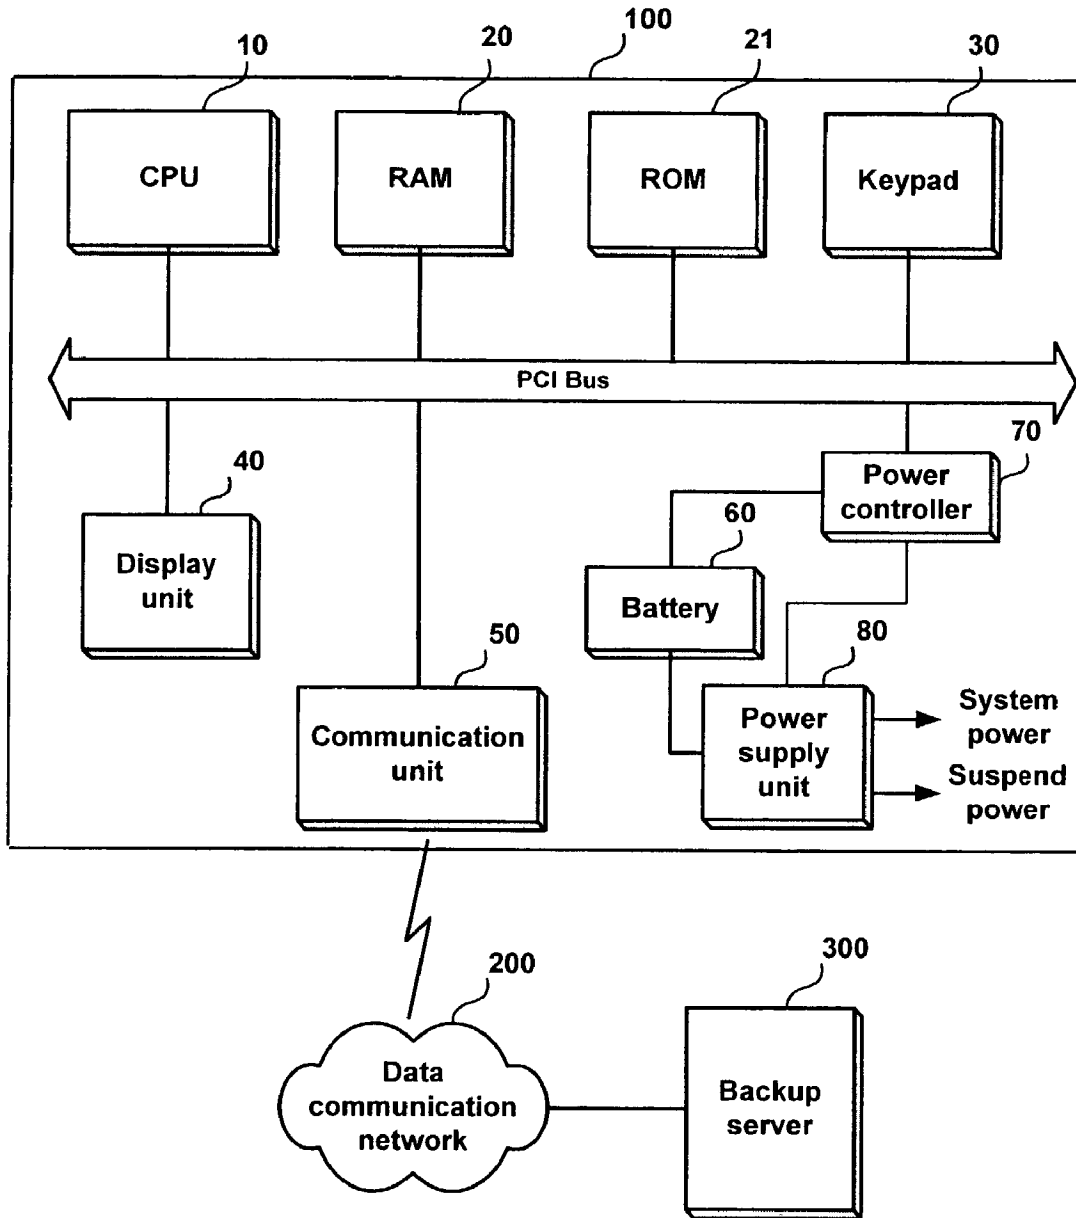 100
10
20
21
30
CPU
RAM
ROM
Keypad
PCI Bus
70
Power
controller
40
Display
unit
60
Battery
50
Communication
unit
80
Power
supply
unit
System
power
Suspend
power
200
Data
communication
network
300
Backup
server